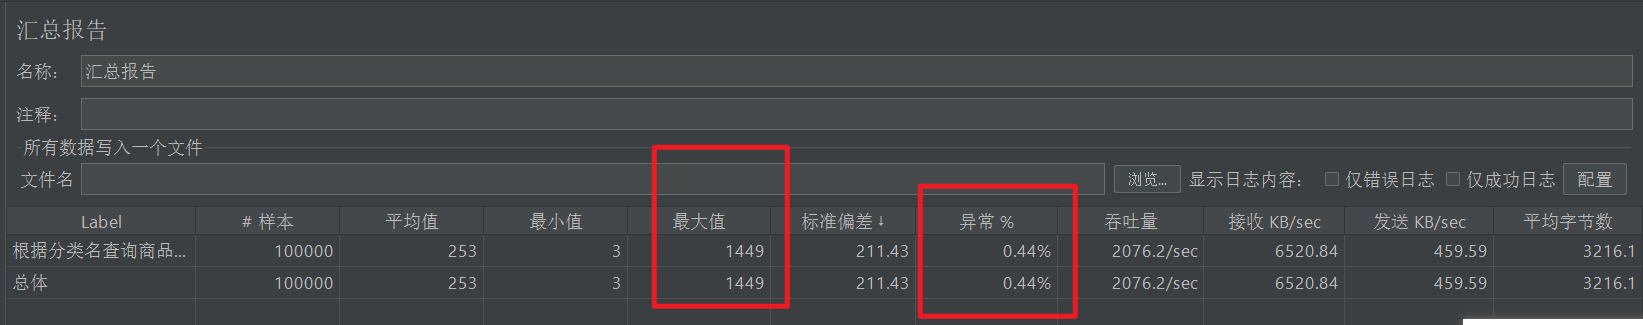 汇总报告
名称： 汇总报告
注释：
所有数据写入一个文件
文件名 浏览... 显示日志内容： 仅错误日志 仅成功日志 配置
Label # 样本 平均值 最小值 最大值 标准偏差↓ 异常 % 吞吐量 接收 KB/sec 发送 KB/sec 平均字节数
根据分类名查询商品... 100000 253 3 1449 211.43 0.44% 2076.2/sec 6520.84 459.59 3216.1
总体 100000 253 3 1449 211.43 0.44% 2076.2/sec 6520.84 459.59 3216.1